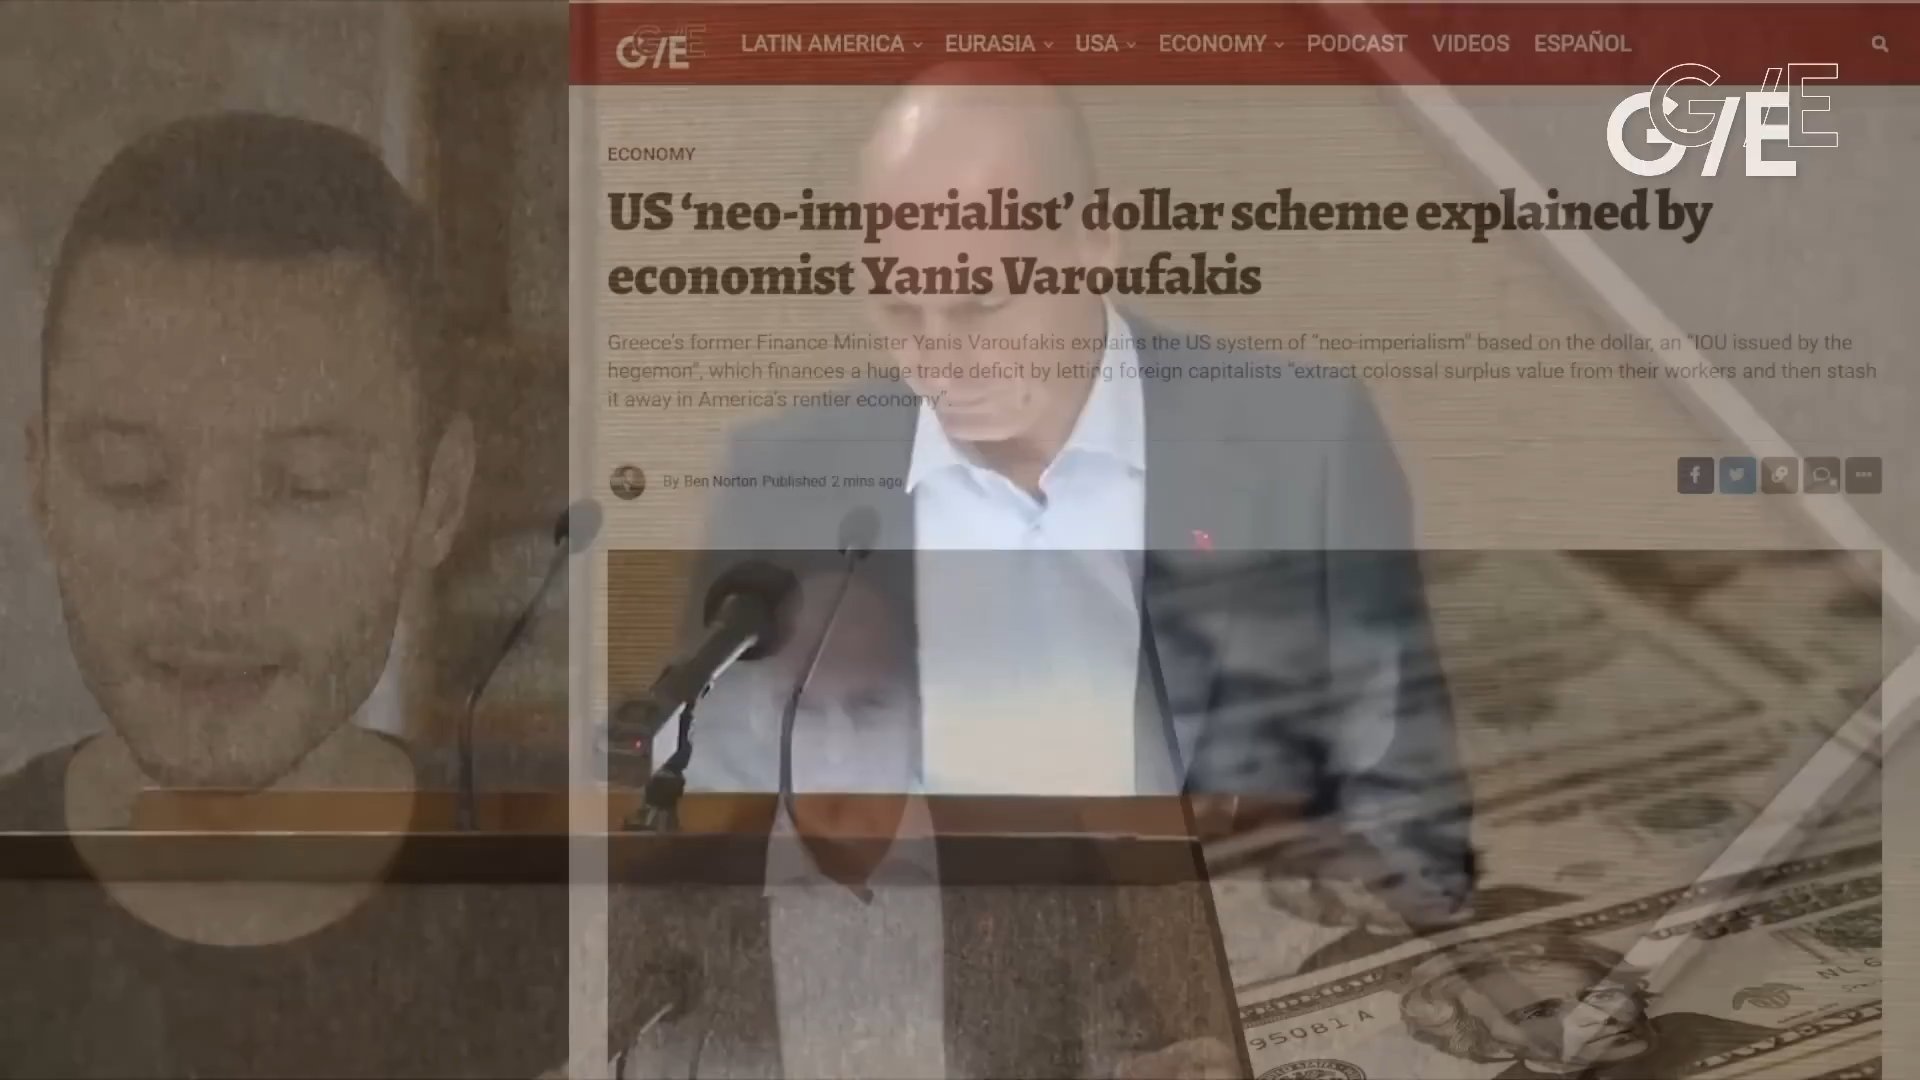 G/E
LATIN AMERICA
EURASIA
USA
ECONOMY
PODCAST
VIDEOS
ESPAÑOL
G/E
ECONOMY
US ‘neo-imperialist’ dollar scheme explained by
economist Yanis Varoufakis
Greece's former Finance Minister Yanis Varoufakis explains the US system of "neo-imperialism" based on the dollar, an "IOU issued by the
hegemon", which finances a huge trade deficit by letting foreign capitalists "extract colossal surplus value from their workers and then stash
it away in America's rentier economy".
By Ben Norton Published 2 mins ago
95081 A